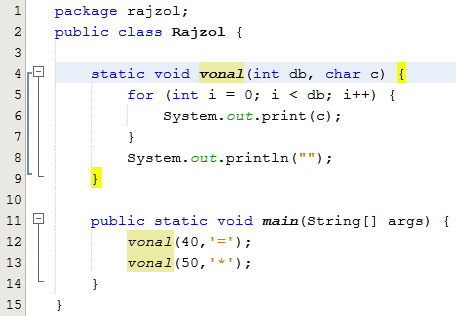 1 package rajzol;
2 public class Rajzol {
3
4 static void vonal(int db, char c) {
5 for (int i = 0; i < db; i++) {
6 System.out.print(c);
7 }
8 System.out.println("");
9 }
10
11 public static void main(String[] args) {
12 vonal(40,'=');
13 vonal(50,'*');
14 }
15 }